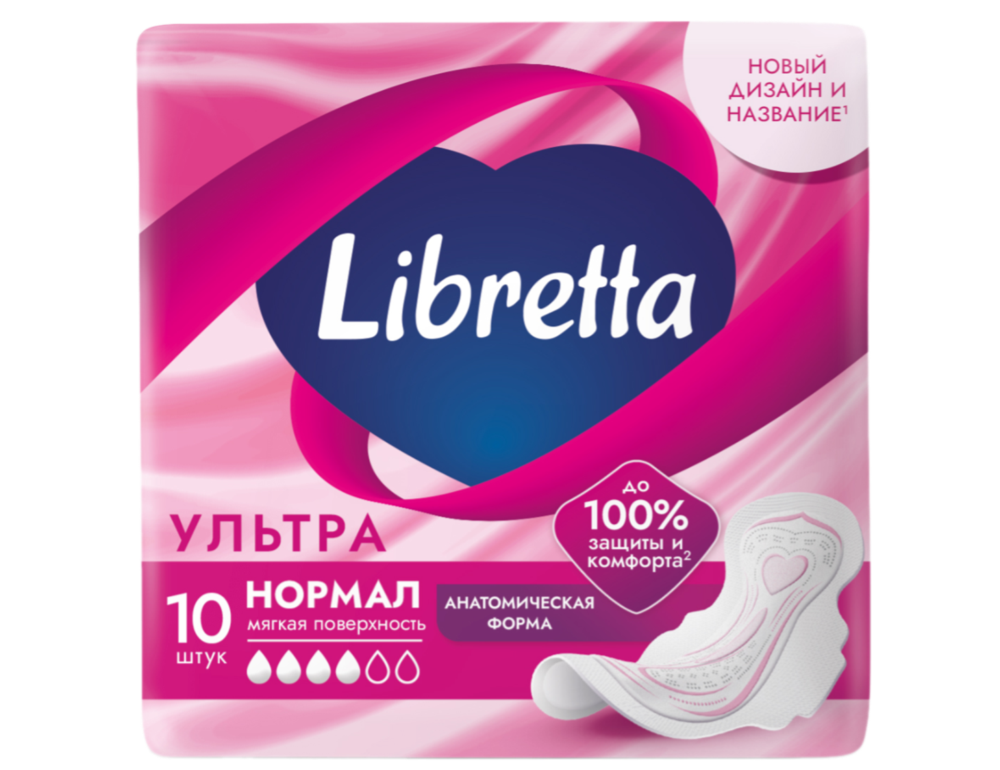 НОВЫЙ
ДИЗАЙН И
НАЗВАНИЕ¹
Libretta
ДО
100%
защиты и
комфорта²
УЛЬТРА
10
штук
НОРМАЛ
мягкая поверхность
АНАТОМИЧЕСКАЯ
ФОРМА